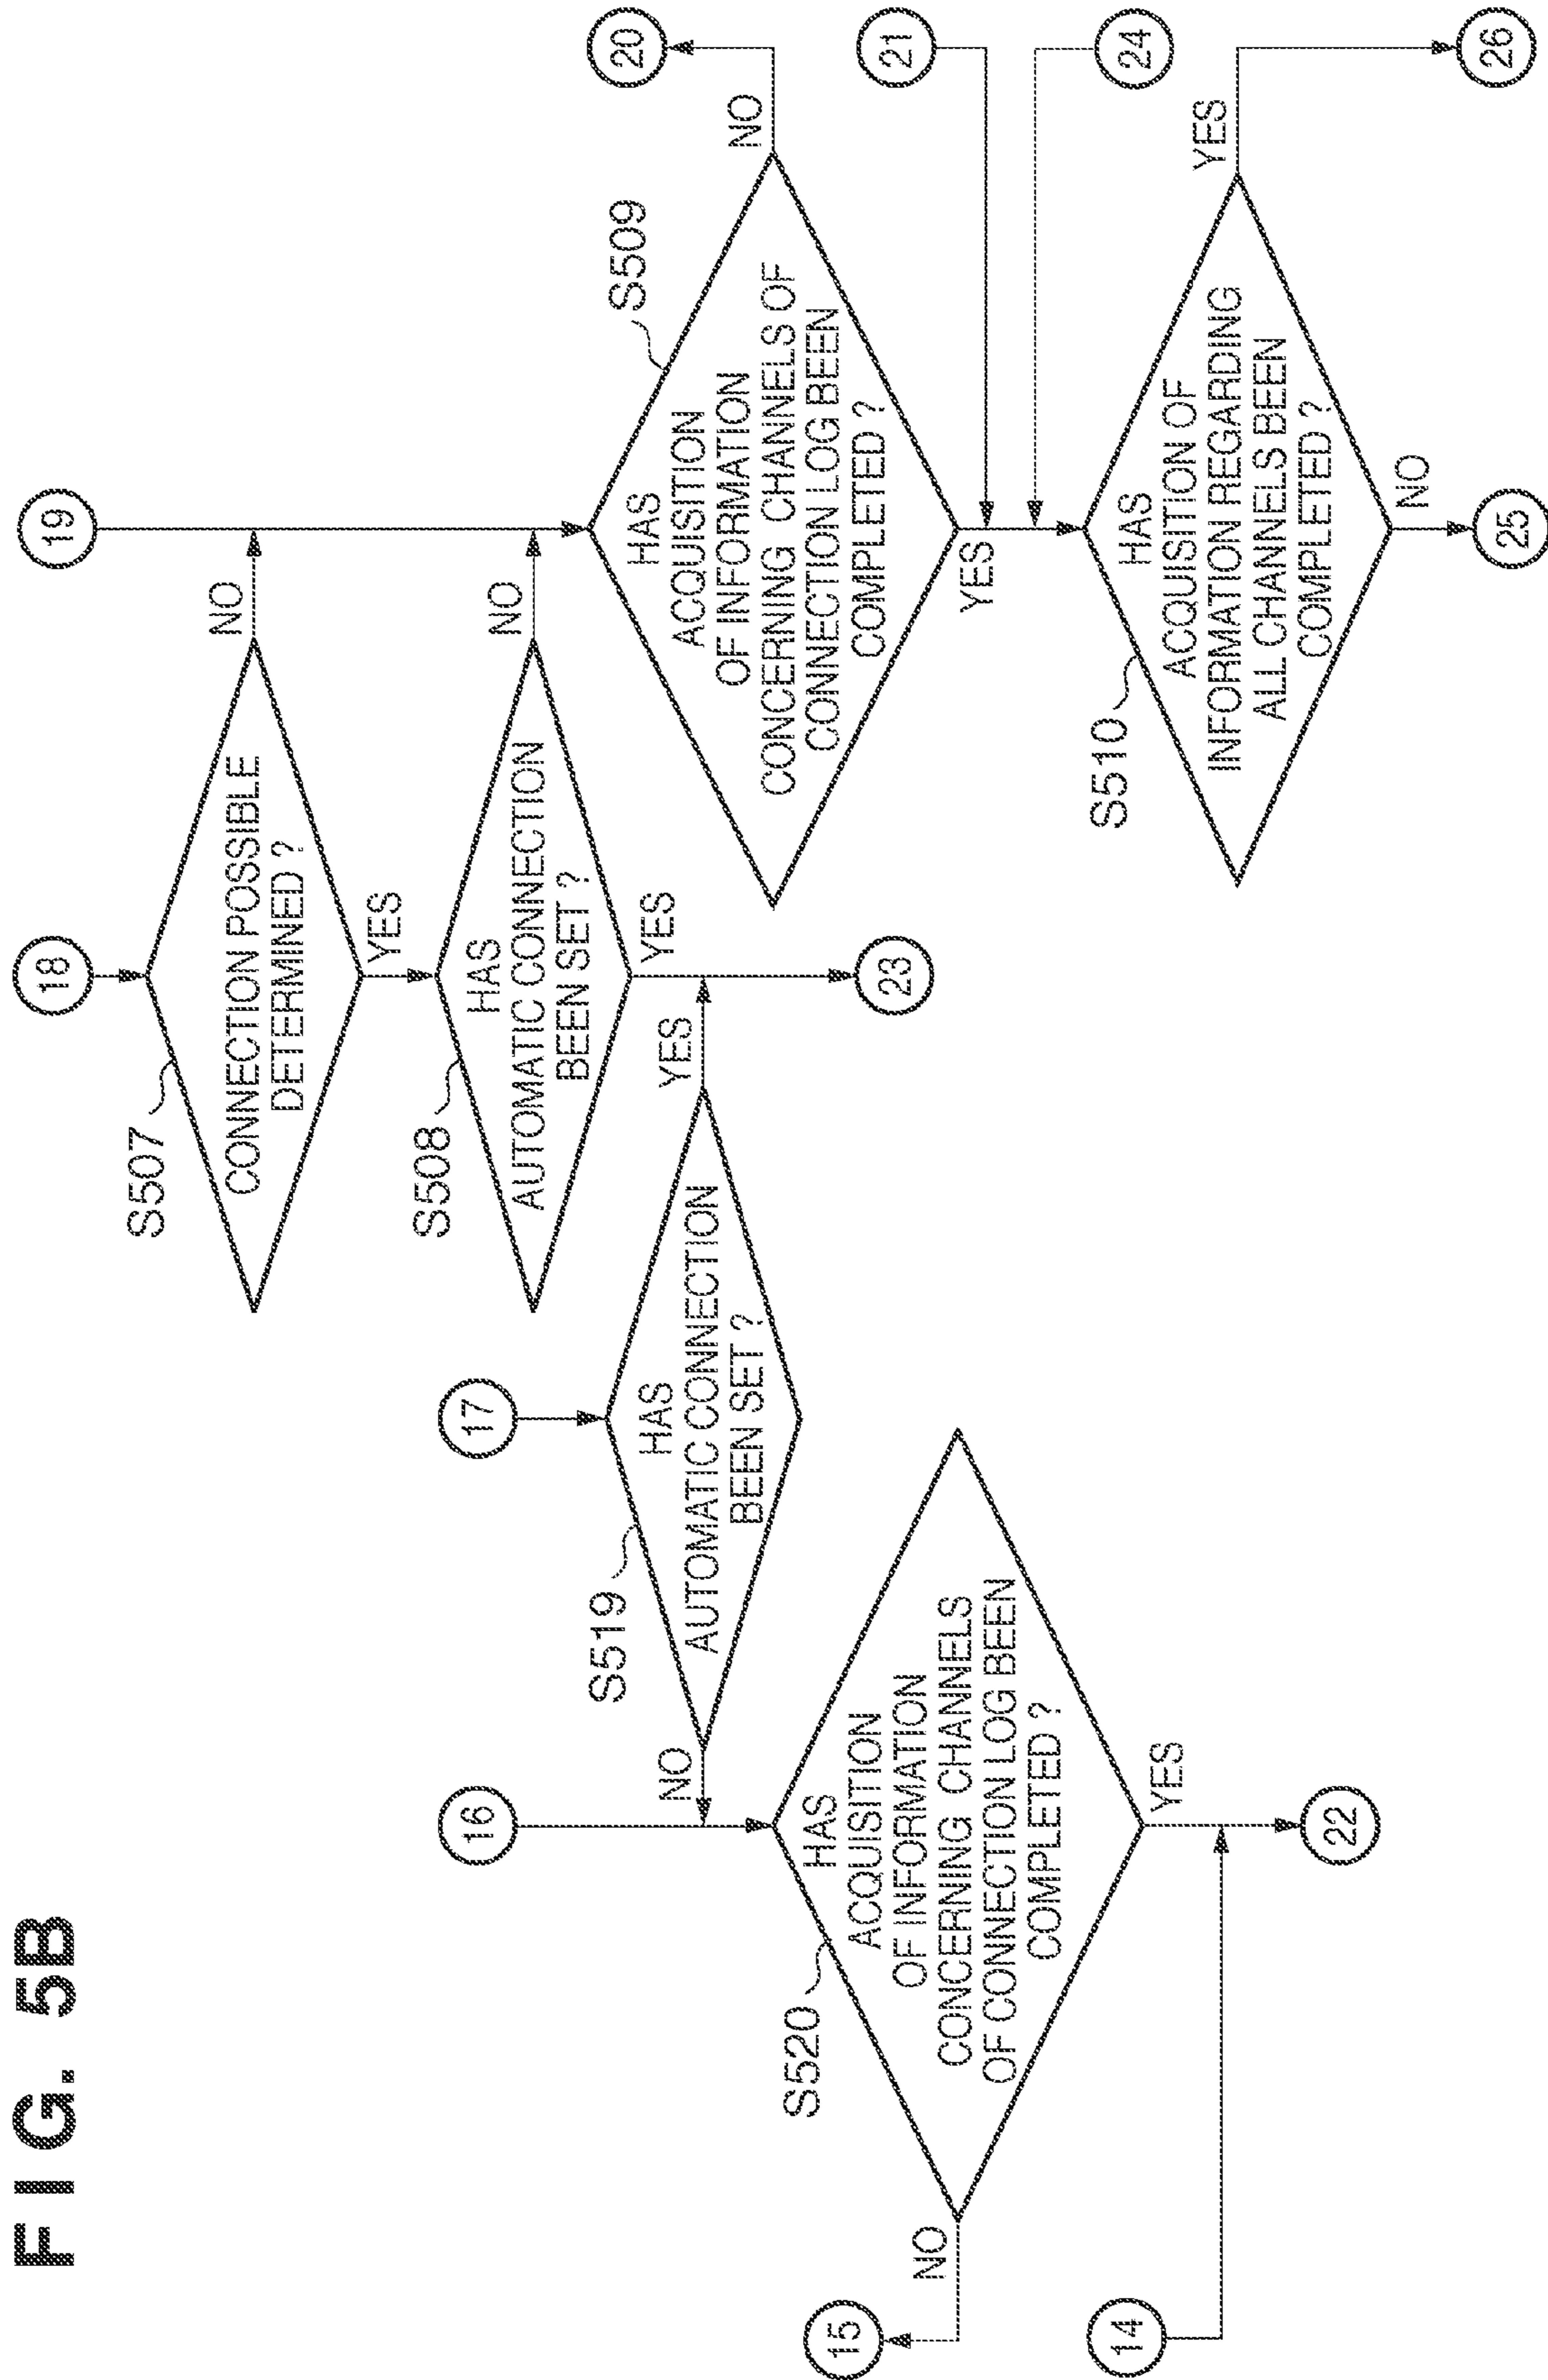 FIG. 5B
18
19
S507
CONNECTION POSSIBLE
DETERMINED ?
NO
YES
S508
HAS
AUTOMATIC CONNECTION
BEEN SET ?
NO
YES
16
17
S519
HAS
AUTOMATIC CONNECTION
BEEN SET ?
NO
YES
S509
HAS
ACQUISITION
OF INFORMATION
CONCERNING CHANNELS OF
CONNECTION LOG BEEN
COMPLETED ?
NO
YES
20
S520
HAS
ACQUISITION
OF INFORMATION
CONCERNING CHANNELS
OF CONNECTION LOG BEEN
COMPLETED ?
NO
YES
15
23
21
14
24
22
S510
HAS
ACQUISITION OF
INFORMATION REGARDING
ALL CHANNELS BEEN
COMPLETED ?
YES
NO
25
26